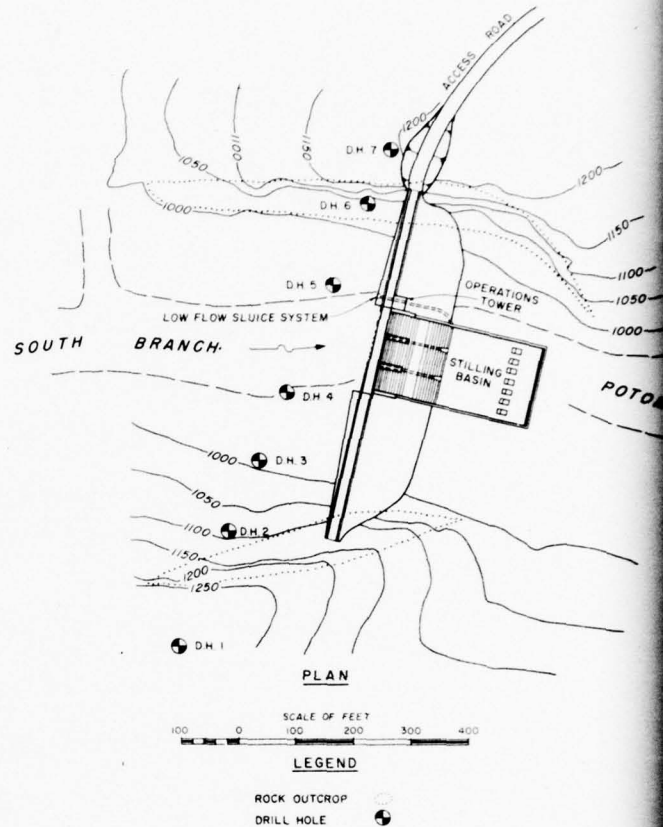 ACCESS ROAD
1200
D.H. 7
1150
1100
1050
1200
1000
D.H. 6
1150
1100
1050
1000
D.H. 5
OPERATIONS
TOWER
LOW FLOW SLUICE SYSTEM
SOUTH BRANCH
STILLING
BASIN
D.H. 4
D.H. 3
1000
1050
1100
D.H. 2
1150
1200
1250
D.H. 1
PLAN
SCALE OF FEET
100 0 100 200 300 400
LEGEND
ROCK OUTCROP
DRILL HOLE